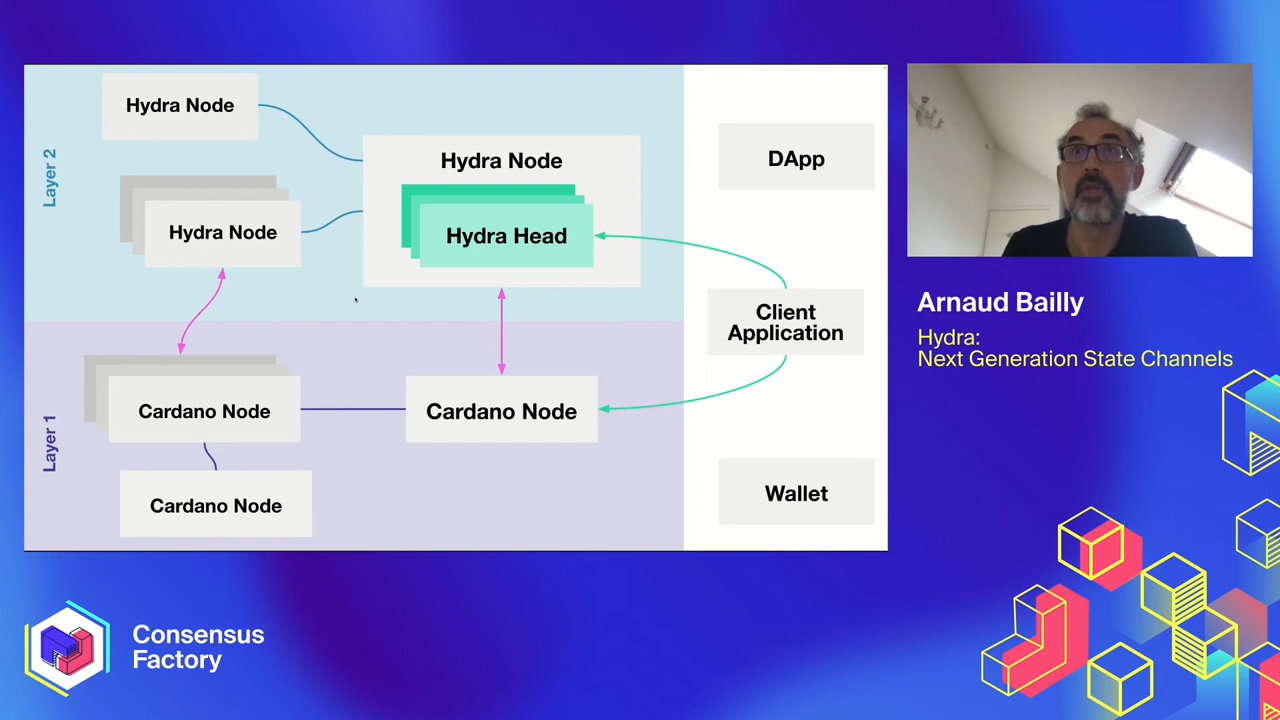 Layer 2
Hydra Node
Hydra Node
Hydra Node
Hydra Head
DApp
Client
Application
Layer 1
Cardano Node
Cardano Node
Cardano Node
Wallet
Arnaud Bailly
Hydra:
Next Generation State Channels
Consensus
Factory